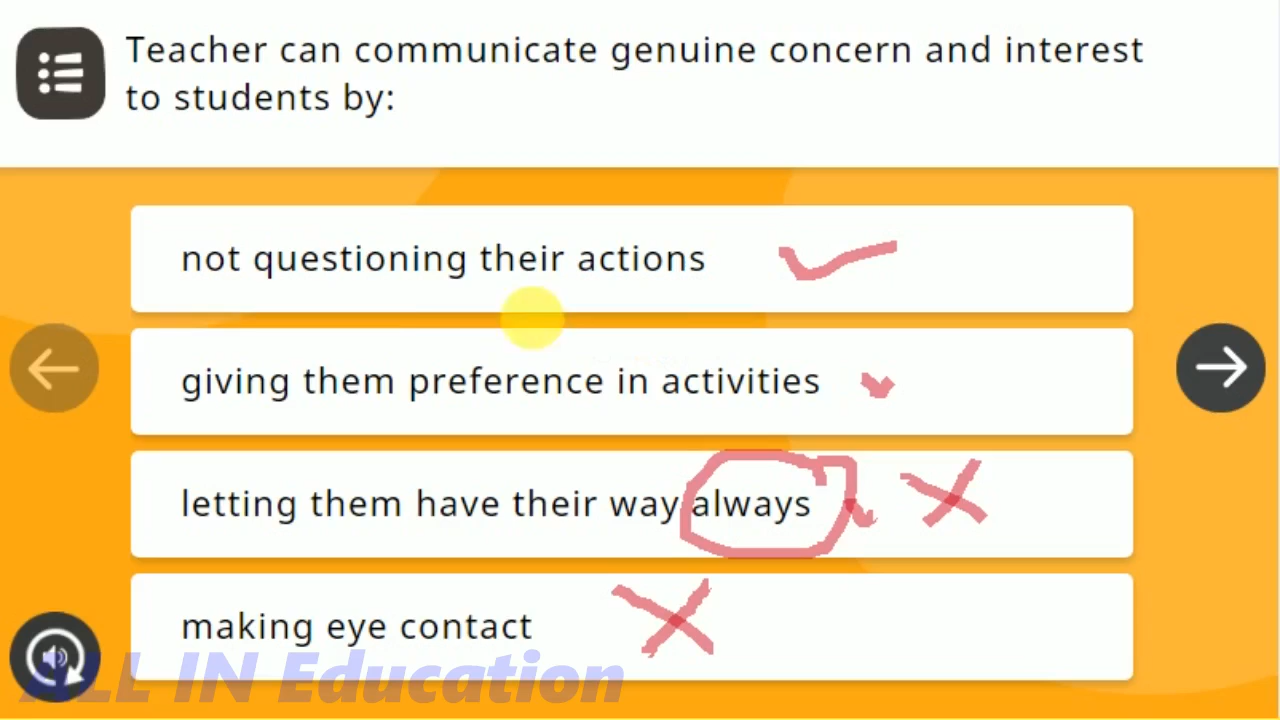 Teacher can communicate genuine concern and interest
to students by:
not questioning their actions
giving them preference in activities
letting them have their way always
making eye contact
ALL IN Education